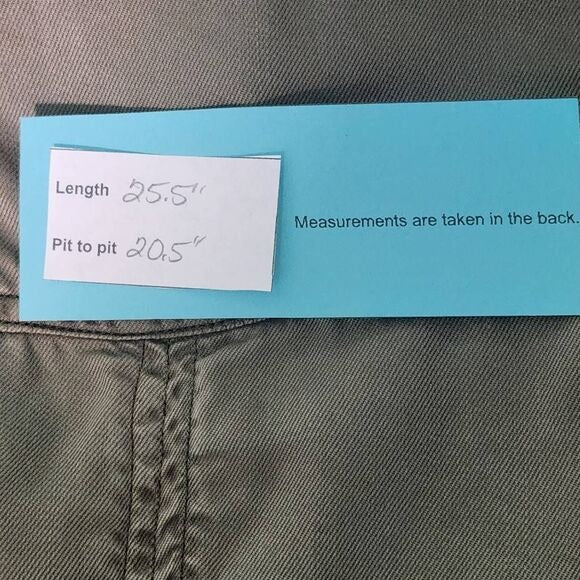 Length 25.5"
Pit to pit 20.5"
Measurements are taken in the back.